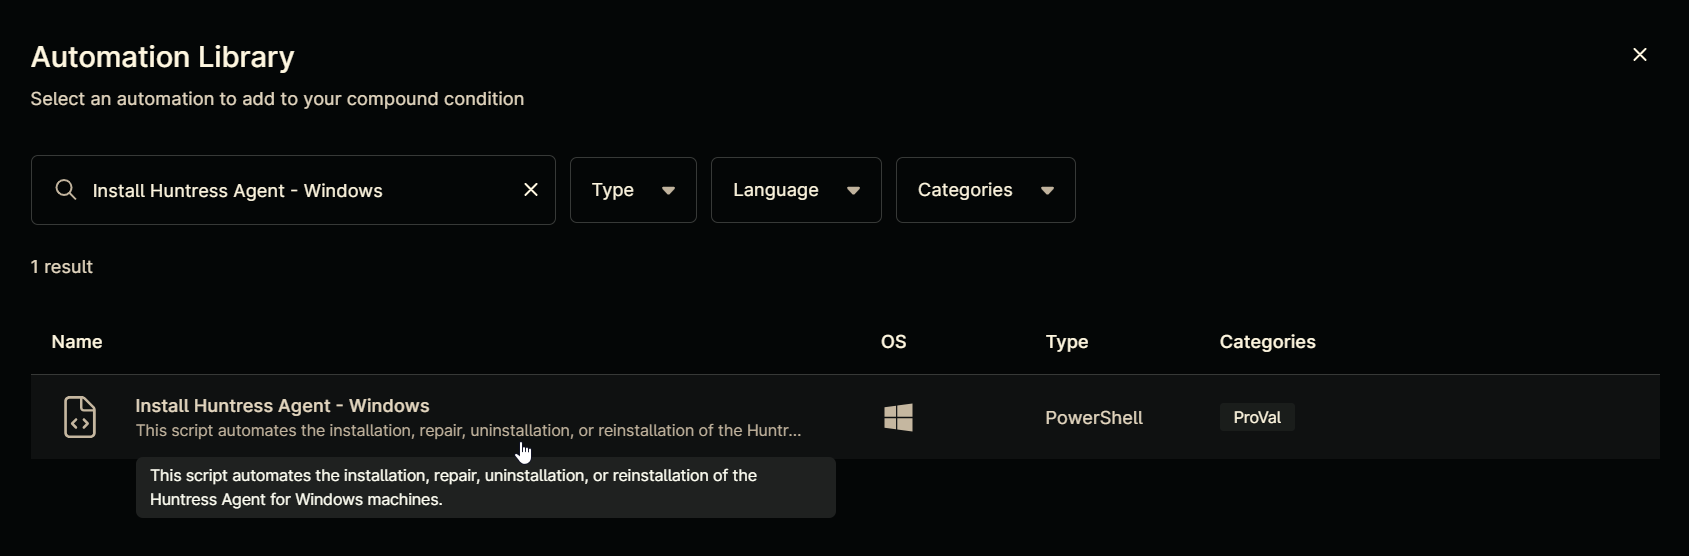 Automation Library
Select an automation to add to your compound condition
Install Huntress Agent - Windows
Type
Language
Categories
1 result
Name
OS
Type
Categories
Install Huntress Agent - Windows
This script automates the installation, repair, uninstallation, or reinstallation of the Huntr...
PowerShell
ProVal
This script automates the installation, repair, uninstallation, or reinstallation of the
Huntress Agent for Windows machines.